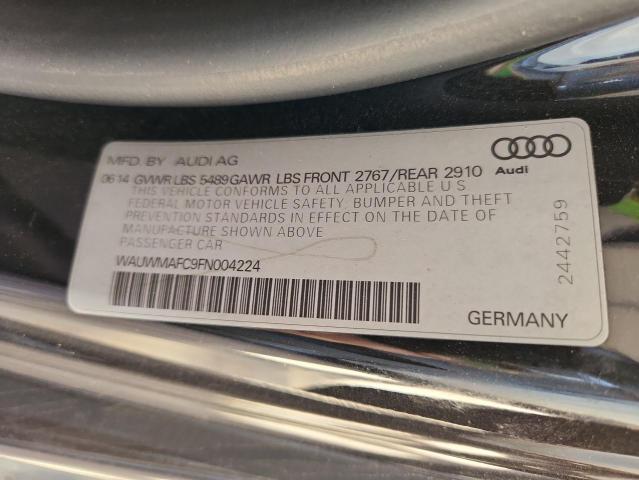 MFD. BY AUDI AG
06 14 GVWR LBS 5489 GAWR LBS FRONT 2767/REAR 2910
THIS VEHICLE CONFORMS TO ALL APPLICABLE U S
FEDERAL MOTOR VEHICLE SAFETY, BUMPER AND THEFT
PREVENTION STANDARDS IN EFFECT ON THE DATE OF
MANUFACTURE SHOWN ABOVE
PASSENGER CAR
WAUWMAFC9FN004224
Audi
2442759
GERMANY